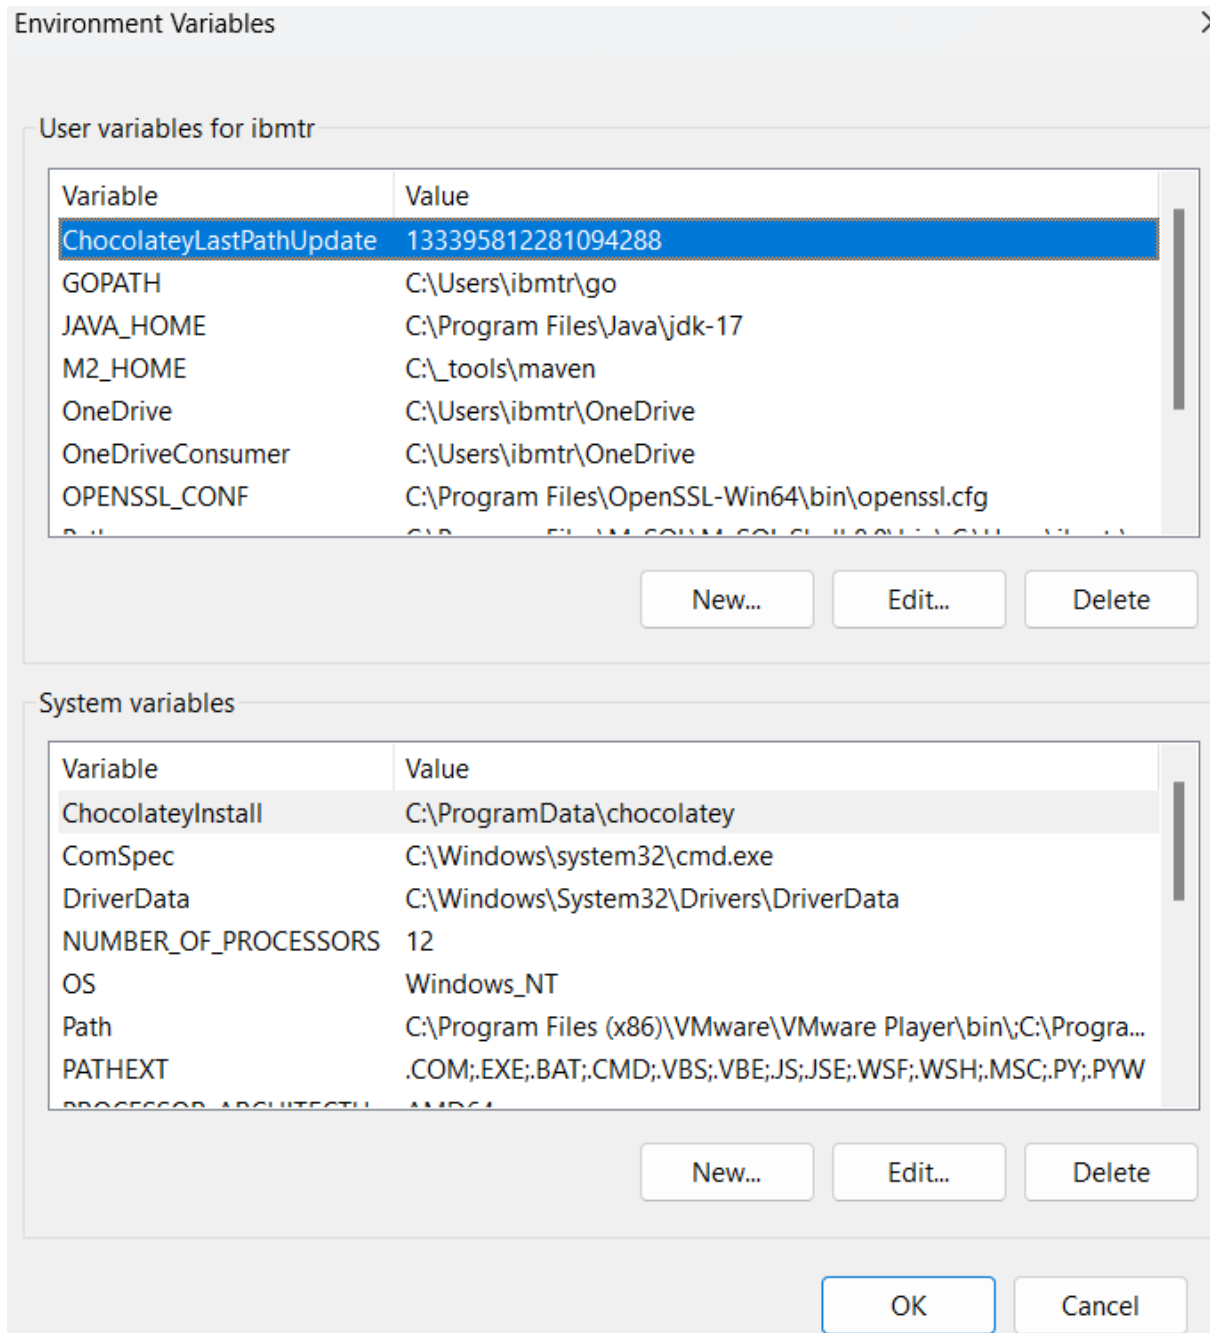 Environment Variables
User variables for ibmtr
Variable Value
ChocolateyLastPathUpdate 133395812281094288
GOPATH C:\Users\ibmtr\go
JAVA_HOME C:\Program Files\Java\jdk-17
M2_HOME C:\_tools\maven
OneDrive C:\Users\ibmtr\OneDrive
OneDriveConsumer C:\Users\ibmtr\OneDrive
OPENSSL_CONF C:\Program Files\OpenSSL-Win64\bin\openssl.cfg
New... Edit... Delete
System variables
Variable Value
ChocolateyInstall C:\ProgramData\chocolatey
ComSpec C:\Windows\system32\cmd.exe
DriverData C:\Windows\System32\Drivers\DriverData
NUMBER_OF_PROCESSORS 12
OS Windows_NT
Path C:\Program Files (x86)\VMware\VMware Player\bin\;C:\Progra...
PATHEXT .COM;.EXE;.BAT;.CMD;.VBS;.VBE;.JS;.JSE;.WSF;.WSH;.MSC;.PY;.PYW
New... Edit... Delete
OK Cancel